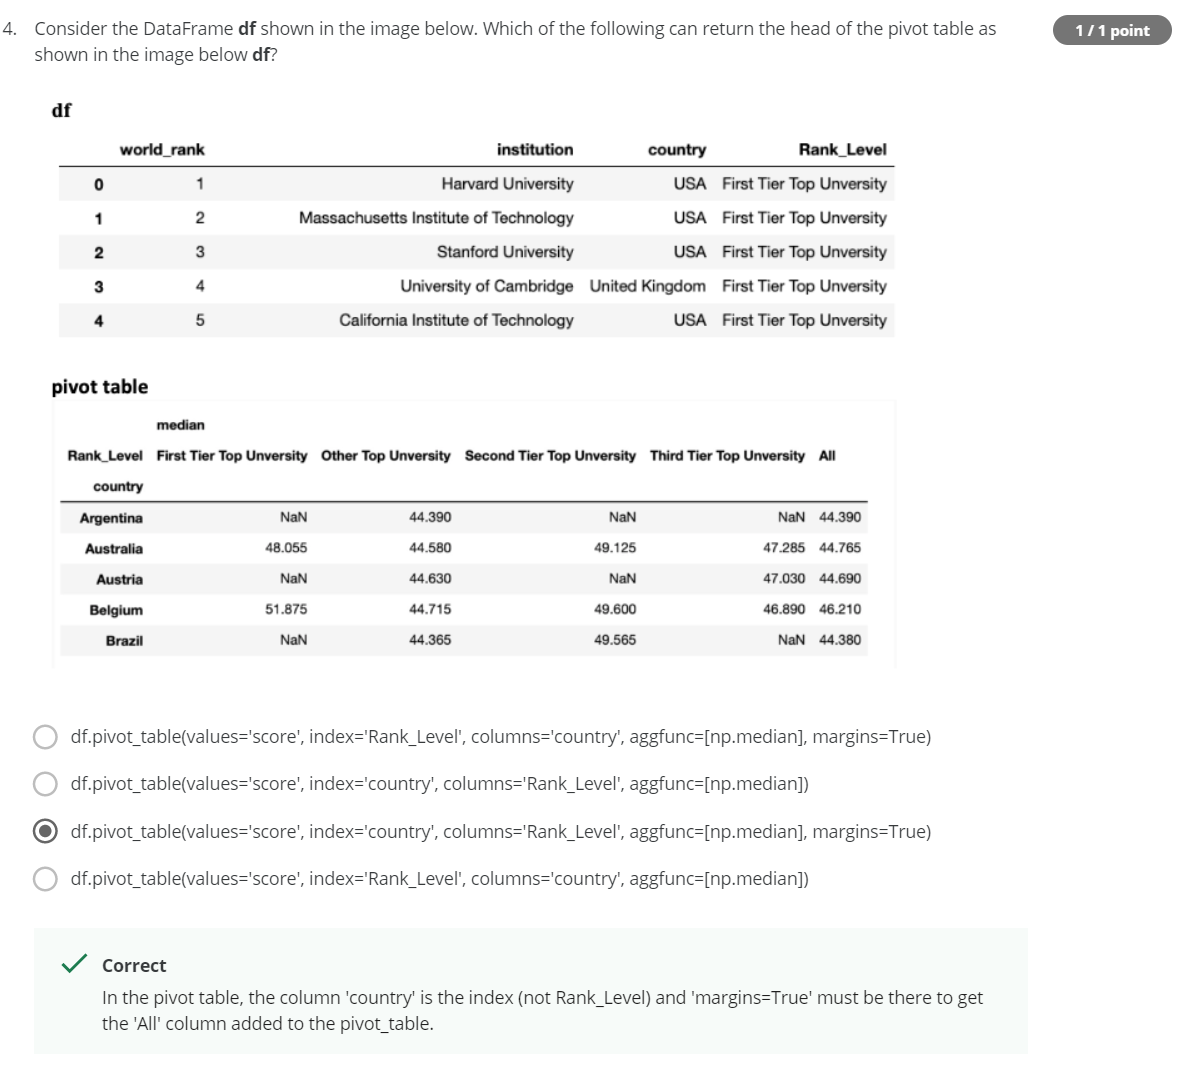 4. Consider the DataFrame df shown in the image below. Which of the following can return the head of the pivot table as
shown in the image below df?
1 / 1 point
df
world_rank institution country Rank_Level
0 1 Harvard University USA First Tier Top Unversity
1 2 Massachusetts Institute of Technology USA First Tier Top Unversity
2 3 Stanford University USA First Tier Top Unversity
3 4 University of Cambridge United Kingdom First Tier Top Unversity
4 5 California Institute of Technology USA First Tier Top Unversity
pivot table
median
Rank_Level First Tier Top Unversity Other Top Unversity Second Tier Top Unversity Third Tier Top Unversity All
country
Argentina NaN 44.390 NaN NaN 44.390
Australia 48.055 44.580 49.125 47.285 44.765
Austria NaN 44.630 NaN 47.030 44.690
Belgium 51.875 44.715 49.600 46.890 46.210
Brazil NaN 44.365 49.565 NaN 44.380
df.pivot_table(values='score', index='Rank_Level', columns='country', aggfunc=[np.median], margins=True)
df.pivot_table(values='score', index='country', columns='Rank_Level', aggfunc=[np.median])
df.pivot_table(values='score', index='country', columns='Rank_Level', aggfunc=[np.median], margins=True)
df.pivot_table(values='score', index='Rank_Level', columns='country', aggfunc=[np.median])
Correct
In the pivot table, the column 'country' is the index (not Rank_Level) and 'margins=True' must be there to get
the 'All' column added to the pivot_table.